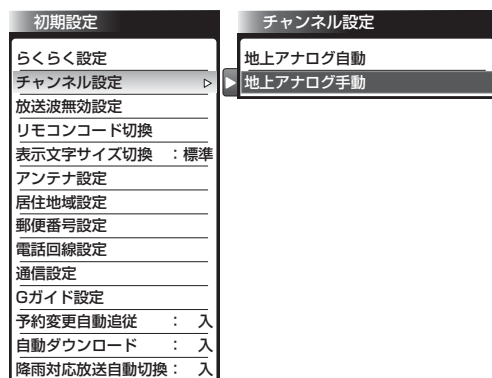 初期設定
らくらく設定
チャンネル設定
放送波無効設定
リモコンコード切換
表示文字サイズ切換 ：標準
アンテナ設定
居住地域設定
郵便番号設定
電話回線設定
通信設定
Gガイド設定
予約変更自動追従 ： 入
自動ダウンロード ： 入
降雨対応放送自動切換： 入
チャンネル設定
地上アナログ自動
地上アナログ手動